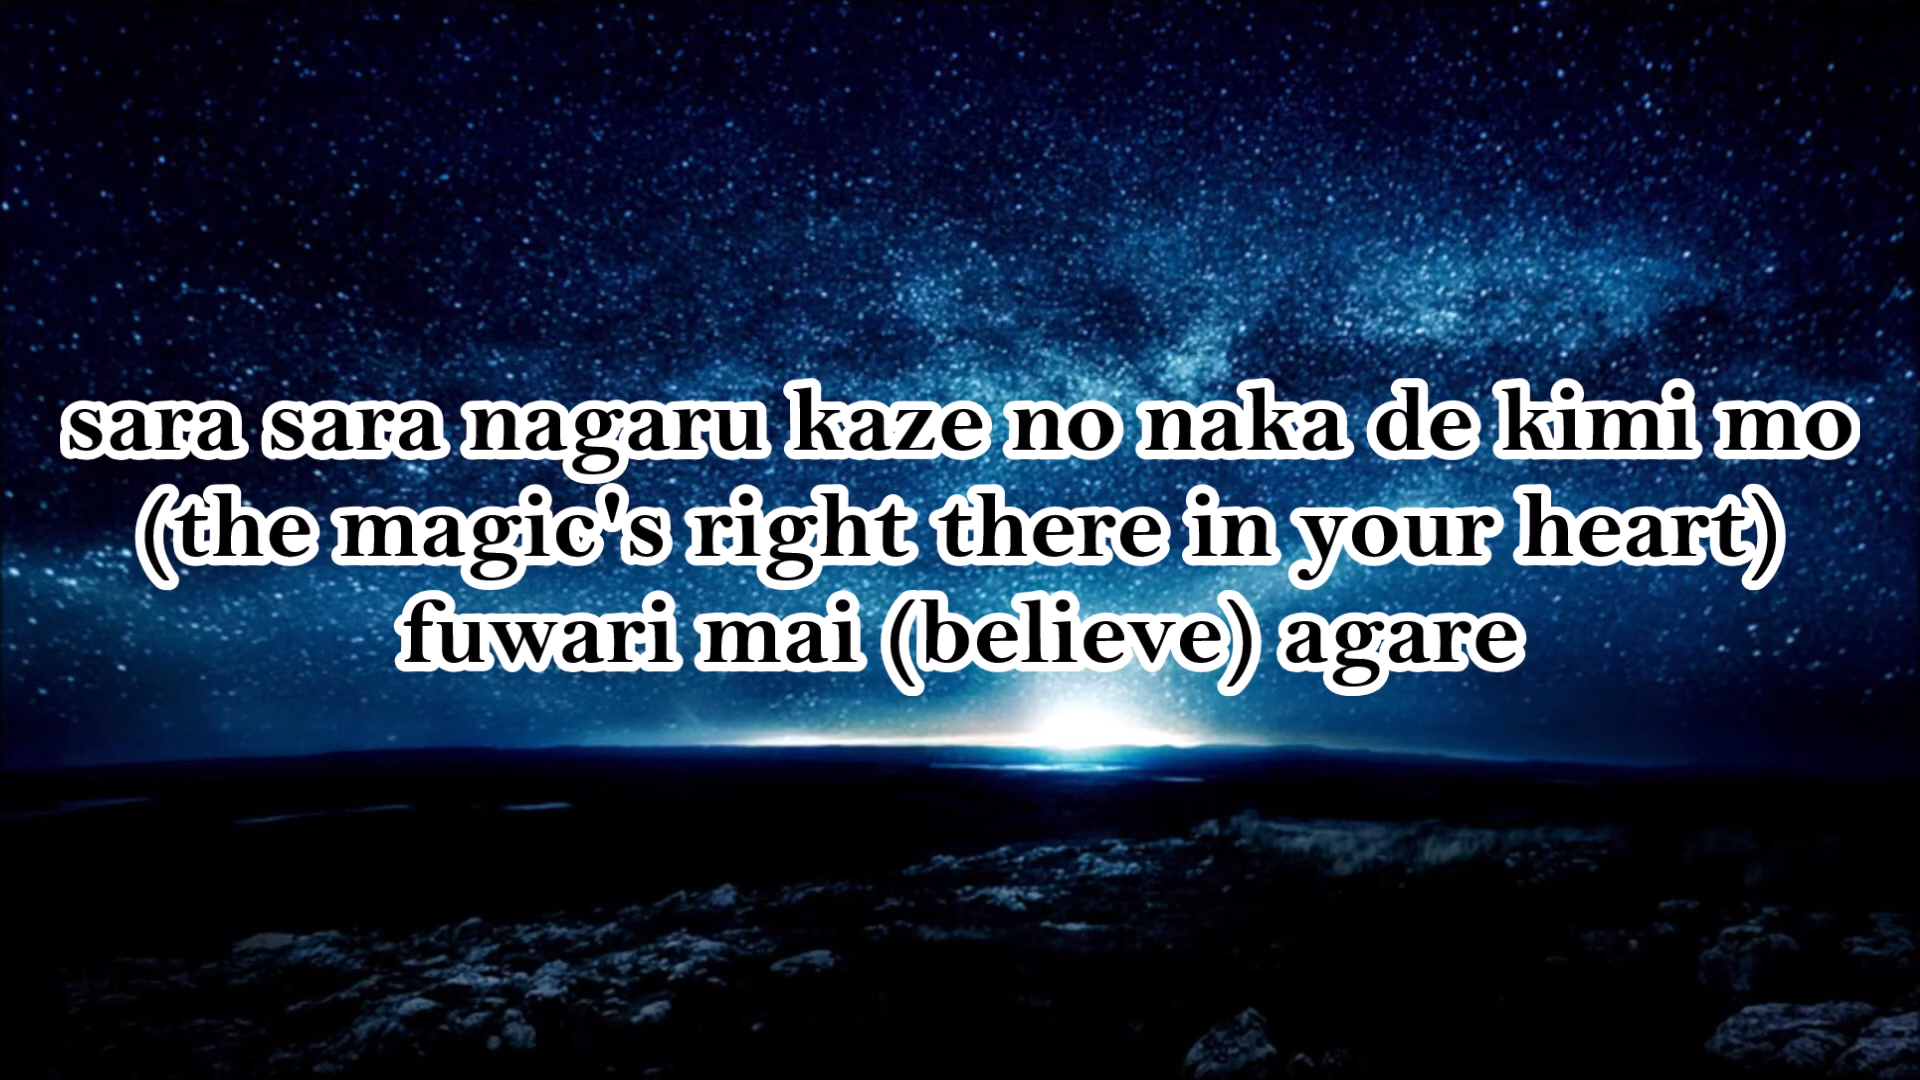 sara sara nagaru kaze no naka de kimi mo
(the magic's right there in your heart)
fuwari mai (believe) agare